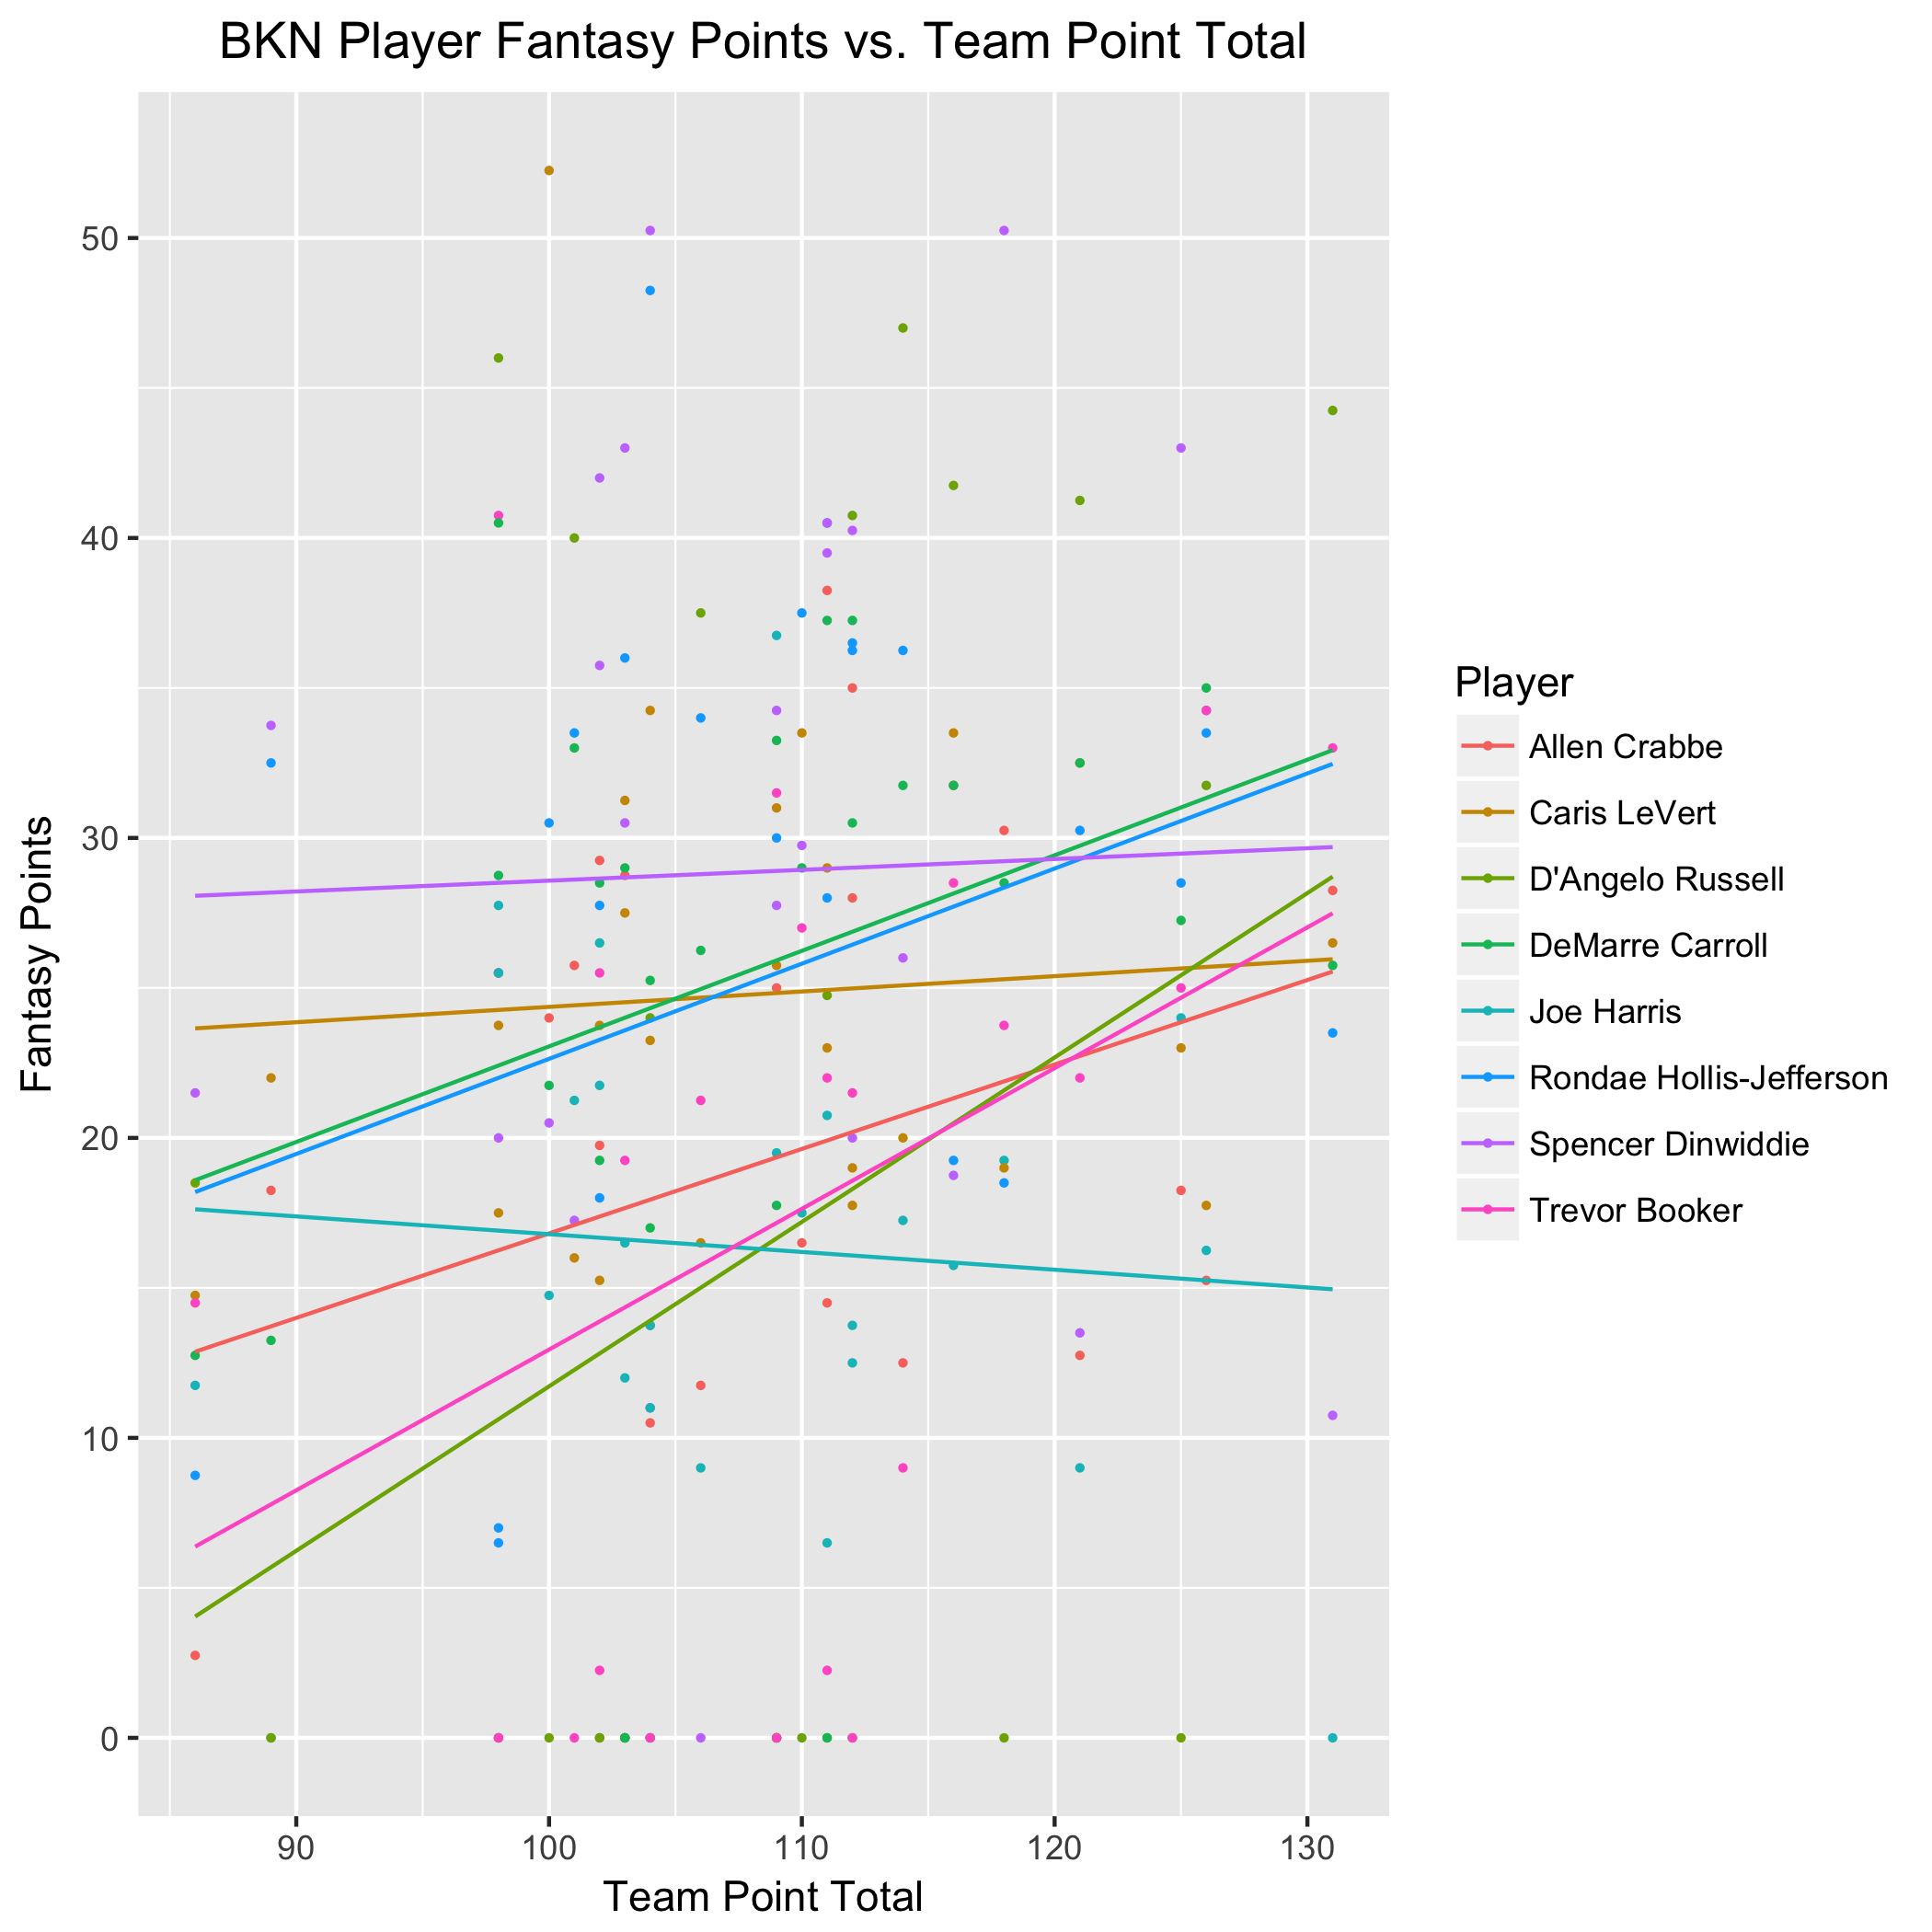 BKN Player Fantasy Points vs. Team Point Total
50
40
30
20
10
0
Fantasy Points
90 100 110 120 130
Team Point Total
Player
Allen Crabbe
Caris LeVert
D'Angelo Russell
DeMarre Carroll
Joe Harris
Rondae Hollis-Jefferson
Spencer Dinwiddie
Trevor Booker